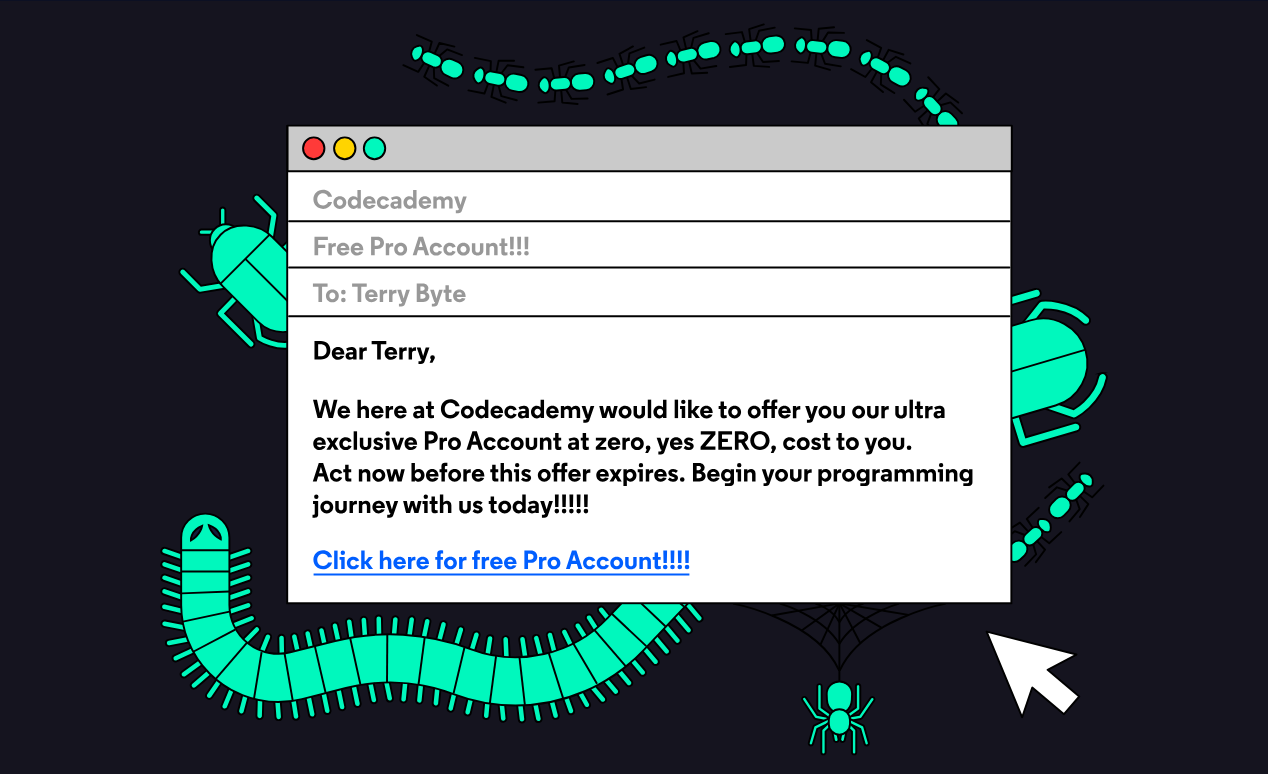 Codecademy
Free Pro Account!!!
To: Terry Byte
Dear Terry,
We here at Codecademy would like to offer you our ultra
exclusive Pro Account at zero, yes ZERO, cost to you.
Act now before this offer expires. Begin your programming
journey with us today!!!!!
Click here for free Pro Account!!!!